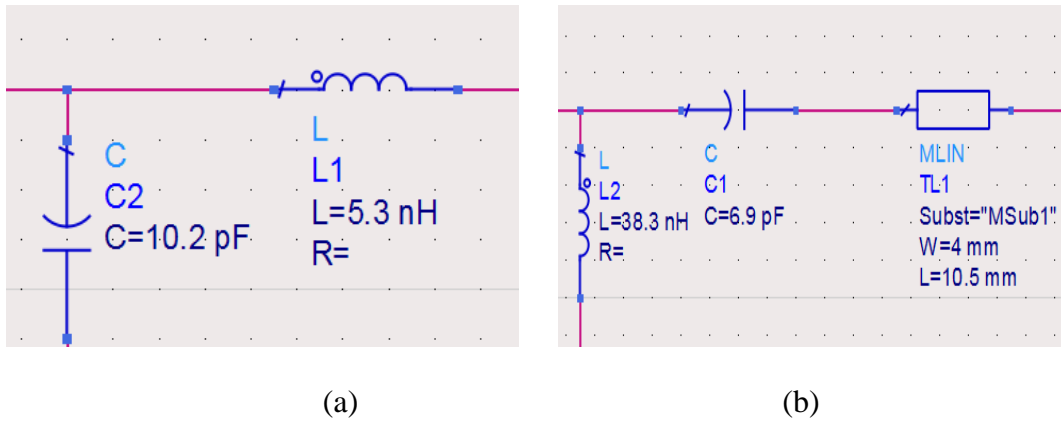 L
L1
L=5.3 nH
R=
C
C2
C=10.2 pF
L
L2
L=38.3 nH
R=
C
C1
C=6.9 pF
MLIN
TL1
Subst="MSub1"
W=4 mm
L=10.5 mm
(a)
(b)